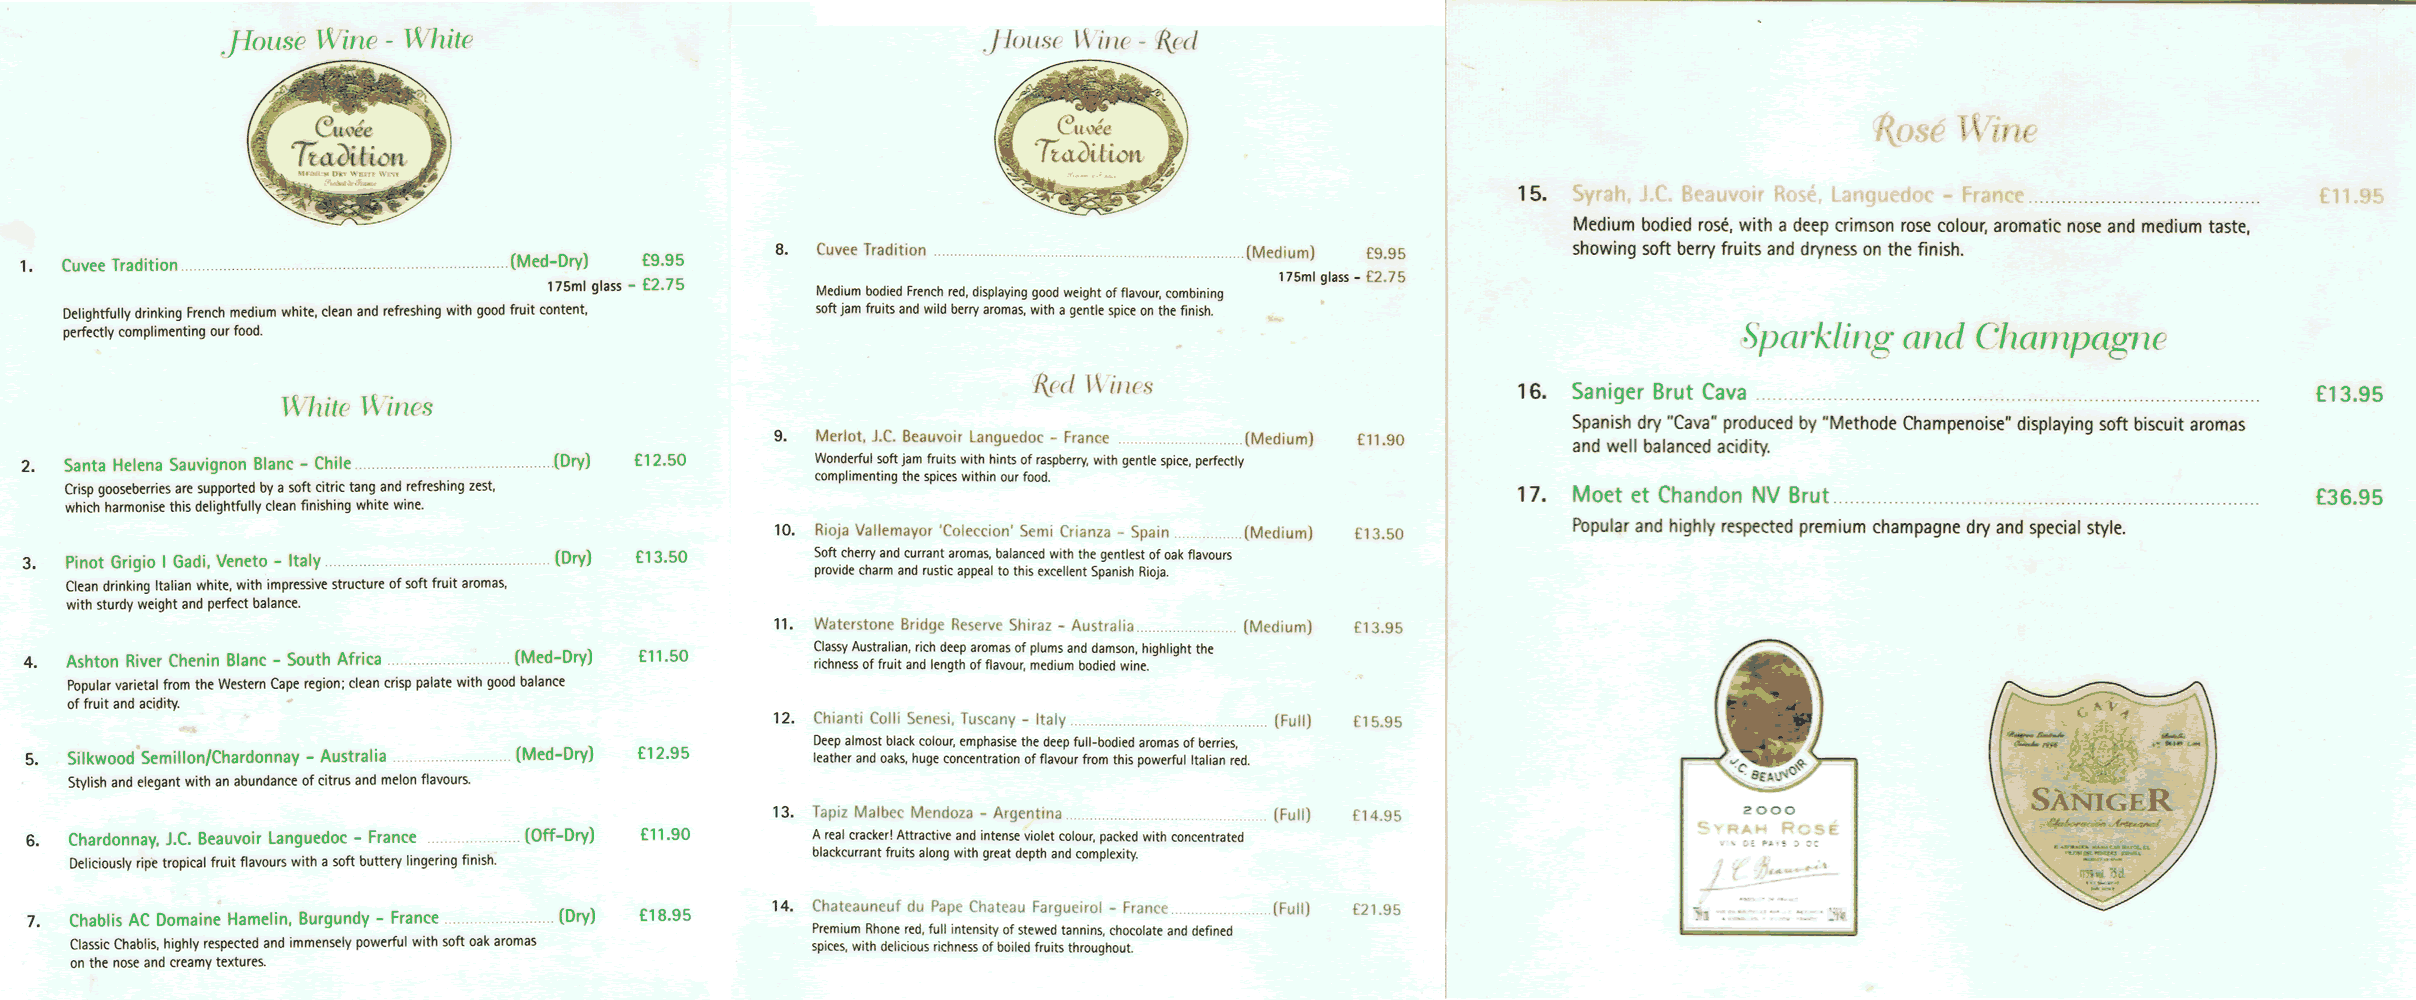 House Wine - White
Cuvée
Tradition
MEDIUM DRY WHITE WINE
Produit de France
1. Cuvee Tradition (Med-Dry) £9.95
175ml glass - £2.75
Delightfully drinking French medium white, clean and refreshing with good fruit content,
perfectly complimenting our food.
White Wines
2. Santa Helena Sauvignon Blanc - Chile (Dry) £12.50
Crisp gooseberries are supported by a soft citric tang and refreshing zest,
which harmonise this delightfully clean finishing white wine.
3. Pinot Grigio I Gadi, Veneto - Italy (Dry) £13.50
Clean drinking Italian white, with impressive structure of soft fruit aromas,
with sturdy weight and perfect balance.
4. Ashton River Chenin Blanc - South Africa (Med-Dry) £11.50
Popular varietal from the Western Cape region; clean crisp palate with good balance
of fruit and acidity.
5. Silkwood Semillon/Chardonnay - Australia (Med-Dry) £12.95
Stylish and elegant with an abundance of citrus and melon flavours.
6. Chardonnay, J.C. Beauvoir Languedoc - France (Off-Dry) £11.90
Deliciously ripe tropical fruit flavours with a soft buttery lingering finish.
7. Chablis AC Domaine Hamelin, Burgundy - France (Dry) £18.95
Classic Chablis, highly respected and immensely powerful with soft oak aromas
on the nose and creamy textures.
House Wine - Red
Cuvée
Tradition
8. Cuvee Tradition (Medium) £9.95
175ml glass - £2.75
Medium bodied French red, displaying good weight of flavour, combining
soft jam fruits and wild berry aromas, with a gentle spice on the finish.
Red Wines
9. Merlot, J.C. Beauvoir Languedoc - France (Medium) £11.90
Wonderful soft jam fruits with hints of raspberry, with gentle spice, perfectly
complimenting the spices within our food.
10. Rioja Vallemayor 'Coleccion' Semi Crianza - Spain (Medium) £13.50
Soft cherry and currant aromas, balanced with the gentlest of oak flavours
provide charm and rustic appeal to this excellent Spanish Rioja.
11. Waterstone Bridge Reserve Shiraz - Australia (Medium) £13.95
Classy Australian, rich deep aromas of plums and damson, highlight the
richness of fruit and length of flavour, medium bodied wine.
12. Chianti Colli Senesi, Tuscany - Italy (Full) £15.95
Deep almost black colour, emphasise the deep full-bodied aromas of berries,
leather and oaks, huge concentration of flavour from this powerful Italian red.
13. Tapiz Malbec Mendoza - Argentina (Full) £14.95
A real cracker! Attractive and intense violet colour, packed with concentrated
blackcurrant fruits along with great depth and complexity.
14. Chateauneuf du Pape Chateau Fargueirol - France (Full) £21.95
Premium Rhone red, full intensity of stewed tannins, chocolate and defined
spices, with delicious richness of boiled fruits throughout.
Rosé Wine
15. Syrah, J.C. Beauvoir Rosé, Languedoc - France £11.95
Medium bodied rosé, with a deep crimson rose colour, aromatic nose and medium taste,
showing soft berry fruits and dryness on the finish.
Sparkling and Champagne
16. Saniger Brut Cava £13.95
Spanish dry "Cava" produced by "Methode Champenoise" displaying soft biscuit aromas
and well balanced acidity.
17. Moet et Chandon NV Brut £36.95
Popular and highly respected premium champagne dry and special style.
J.C. BEAUVOIR
2000
SYRAH ROSÉ
VIN DE PAYS D'OC
J C Beauvoir
CAVA
SÀNIGER
Elaboración Artesanal